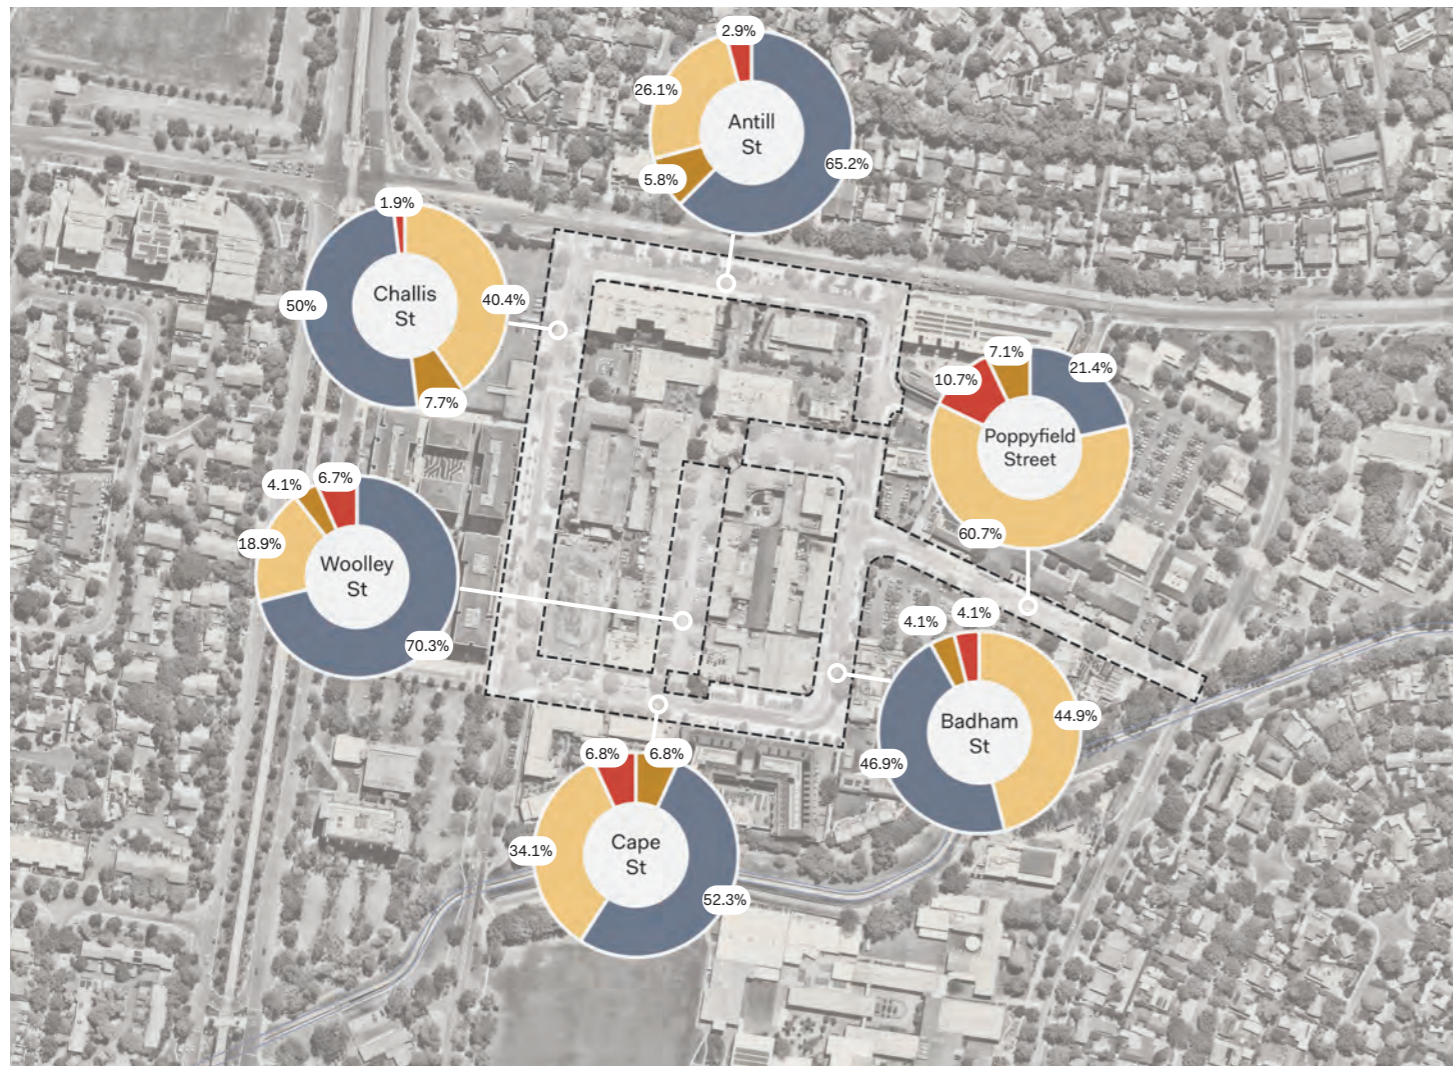 2.9%
26.1%
Antill
St
65.2%
5.8%
1.9%
Challis
St
50%
40.4%
7.7%
7.1%
21.4%
10.7%
Poppyfield
Street
60.7%
6.7%
4.1%
18.9%
Woolley
St
70.3%
4.1%
4.1%
44.9%
Badham
St
46.9%
6.8%
6.8%
Cape
St
34.1%
52.3%